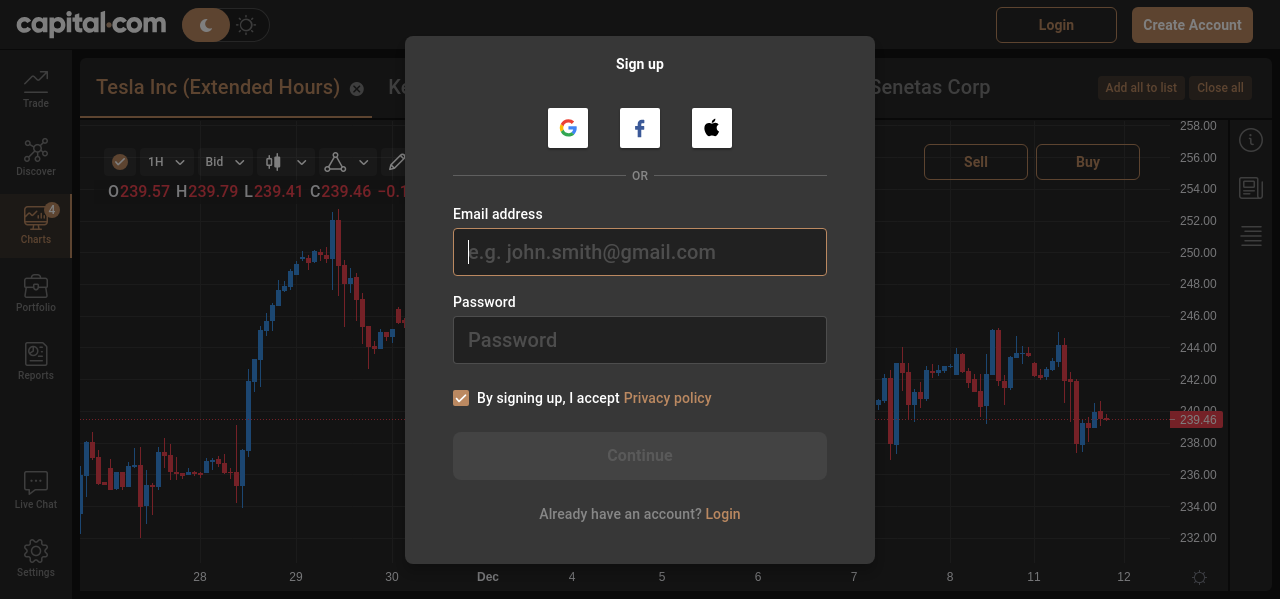 capital.com
Login
Create Account
Sign up
Tesla Inc (Extended Hours)
Ke
Senetas Corp
Add all to list
Close all
Trade
Discover
4
Charts
Portfolio
Reports
Live Chat
Settings
1H
Bid
Sell
Buy
O239.57 H239.79 L239.41 C239.46 −0.1
OR
Email address
e.g. john.smith@gmail.com
Password
Password
By signing up, I accept Privacy policy
Continue
Already have an account? Login
258.00
256.00
254.00
252.00
250.00
248.00
246.00
244.00
242.00
240.00
239.46
238.00
236.00
234.00
232.00
28
29
30
Dec
4
5
6
7
8
11
12